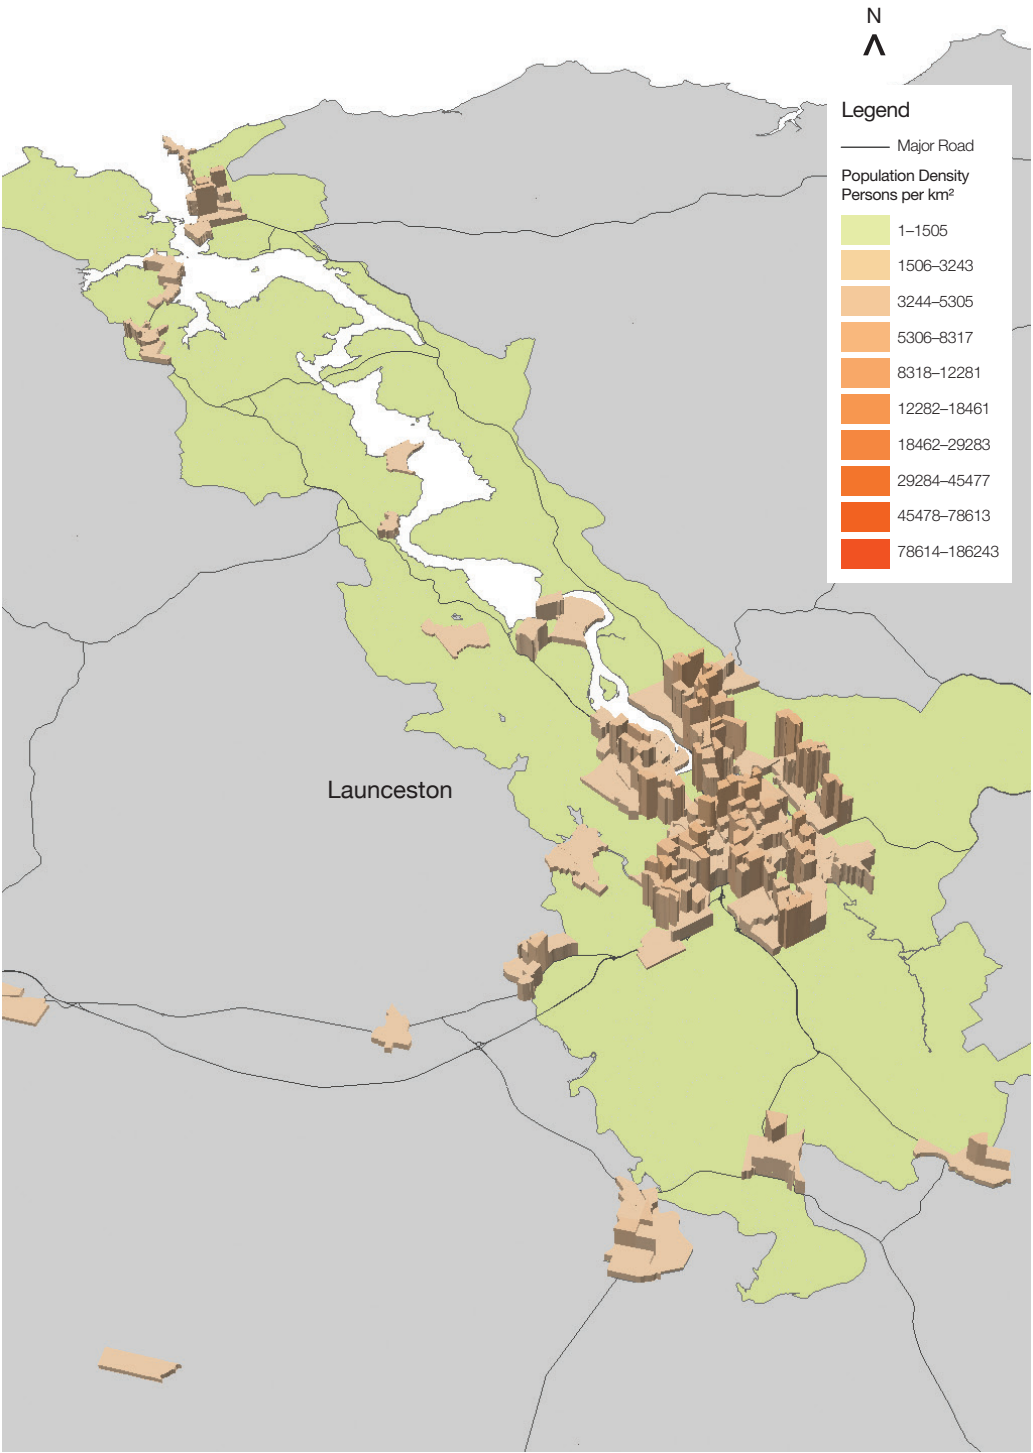 N
Legend
Major Road
Population Density
Persons per km²
1–1505
1506–3243
3244–5305
5306–8317
8318–12281
12282–18461
18462–29283
29284–45477
45478–78613
78614–186243
Launceston